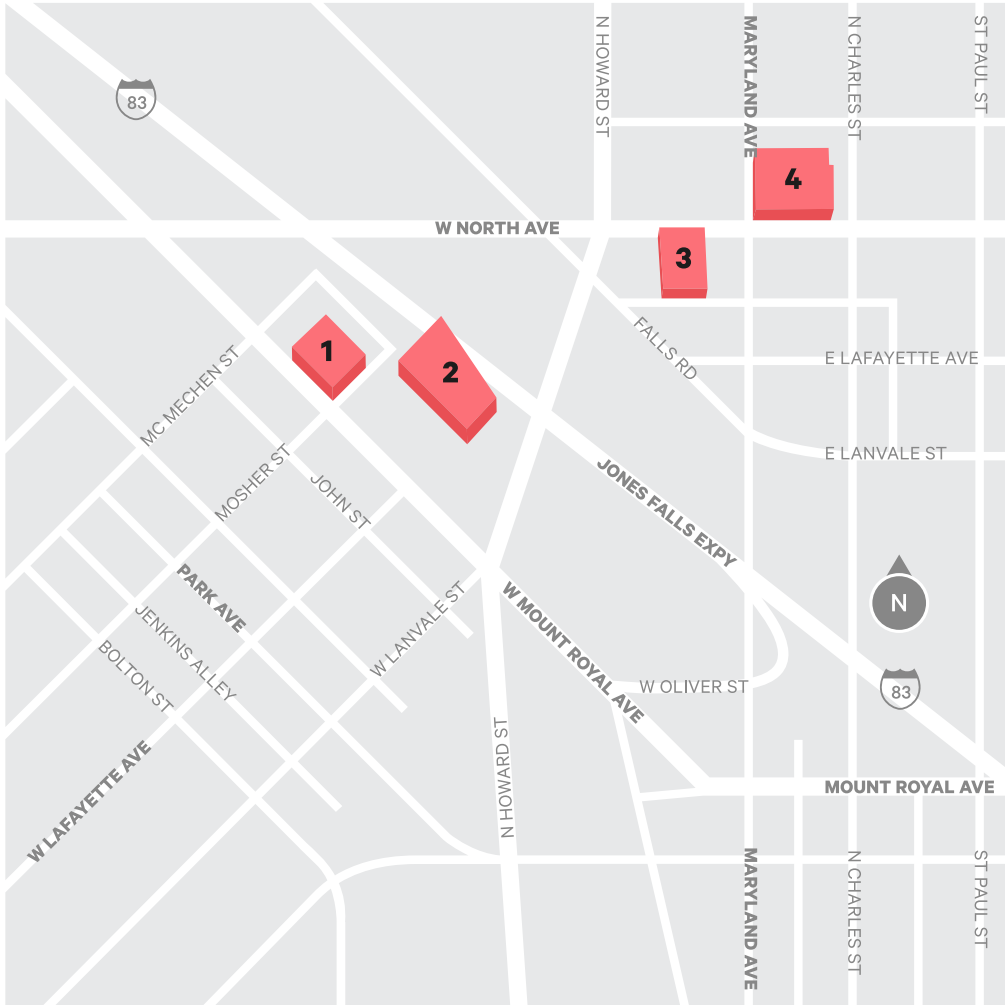 N HOWARD ST
MARYLAND AVE
N CHARLES ST
ST PAUL ST
83
4
W NORTH AVE
3
1
2
FALLS RD
E LAFAYETTE AVE
MC MECHEN ST
MOSHER ST
JOHN ST
E LANVALE ST
JONES FALLS EXPY
N
PARK AVE
JENKINS ALLEY
BOLTON ST
W LANVALE ST
W MOUNT ROYAL AVE
W OLIVER ST
83
N HOWARD ST
W LAFAYETTE AVE
MOUNT ROYAL AVE
MARYLAND AVE
N CHARLES ST
ST PAUL ST